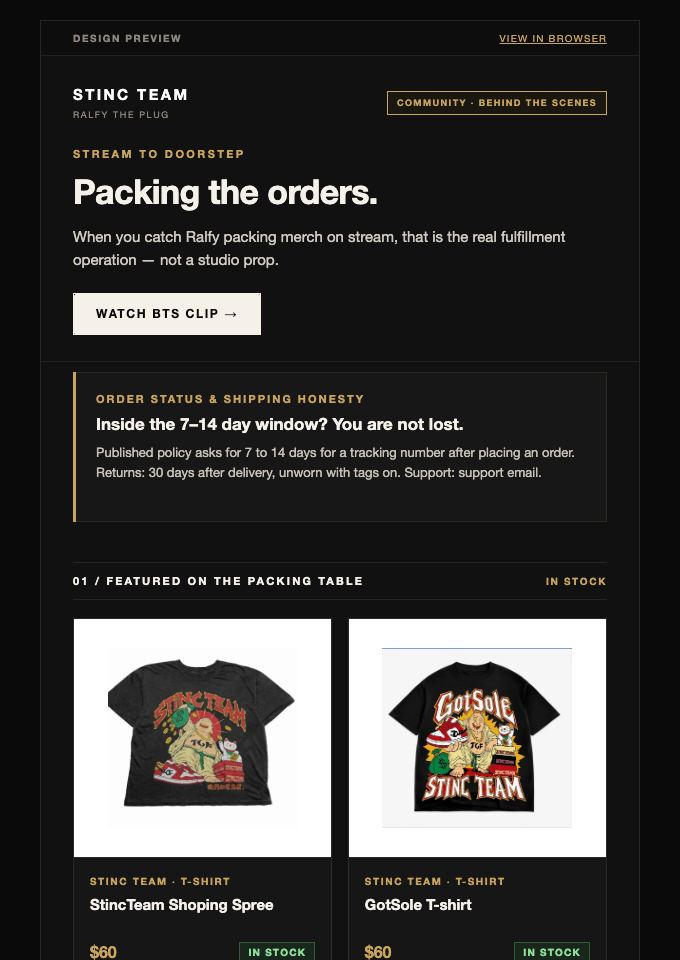 DESIGN PREVIEW
VIEW IN BROWSER
STINC TEAM
RALFY THE PLUG
COMMUNITY · BEHIND THE SCENES
STREAM TO DOORSTEP
Packing the orders.
When you catch Ralfy packing merch on stream, that is the real fulfillment
operation — not a studio prop.
WATCH BTS CLIP →
ORDER STATUS & SHIPPING HONESTY
Inside the 7–14 day window? You are not lost.
Published policy asks for 7 to 14 days for a tracking number after placing an order.
Returns: 30 days after delivery, unworn with tags on. Support: support email.
01 / FEATURED ON THE PACKING TABLE
IN STOCK
STINC TEAM
TGF
GotSole
TGF
STINC TEAM
STINC TEAM · T-SHIRT
StincTeam Shoping Spree
$60
IN STOCK
STINC TEAM · T-SHIRT
GotSole T-shirt
$60
IN STOCK